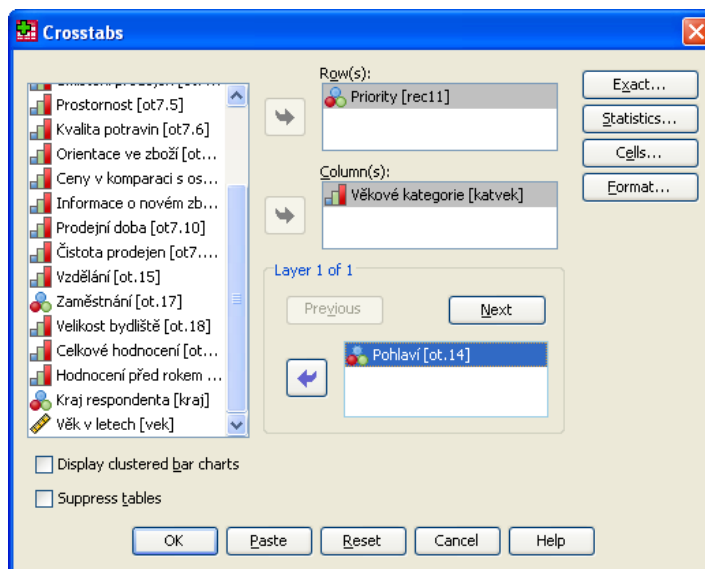 Crosstabs
Prostornost [ot7.5]
Kvalita potravin [ot7.6]
Orientace ve zboží [ot...
Ceny v komparaci s os...
Informace o novém zb...
Prodejní doba [ot7.10]
Čistota prodejen [ot7....
Vzdělání [ot.15]
Zaměstnání [ot.17]
Velikost bydliště [ot.18]
Celkové hodnocení [ot...
Hodnocení před rokem ...
Kraj respondenta [kraj]
Věk v letech [vek]
Row(s):
Priority [rec11]
Column(s):
Věkové kategorie [katvek]
Layer 1 of 1
Previous
Next
Pohlaví [ot.14]
Exact...
Statistics...
Cells...
Format...
Display clustered bar charts
Suppress tables
OK
Paste
Reset
Cancel
Help